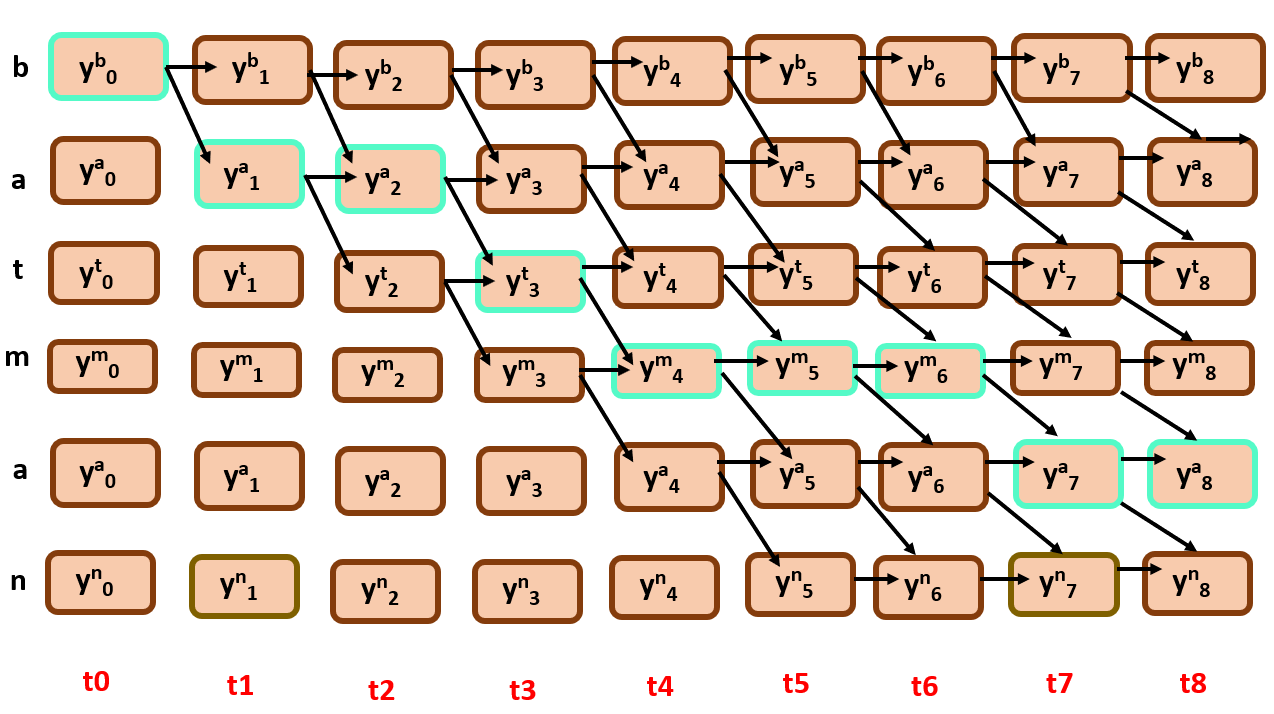 b y^b_0 y^b_1 y^b_2 y^b_3 y^b_4 y^b_5 y^b_6 y^b_7 y^b_8
a y^a_0 y^a_1 y^a_2 y^a_3 y^a_4 y^a_5 y^a_6 y^a_7 y^a_8
t y^t_0 y^t_1 y^t_2 y^t_3 y^t_4 y^t_5 y^t_6 y^t_7 y^t_8
m y^m_0 y^m_1 y^m_2 y^m_3 y^m_4 y^m_5 y^m_6 y^m_7 y^m_8
a y^a_0 y^a_1 y^a_2 y^a_3 y^a_4 y^a_5 y^a_6 y^a_7 y^a_8
n y^n_0 y^n_1 y^n_2 y^n_3 y^n_4 y^n_5 y^n_6 y^n_7 y^n_8
t0 t1 t2 t3 t4 t5 t6 t7 t8